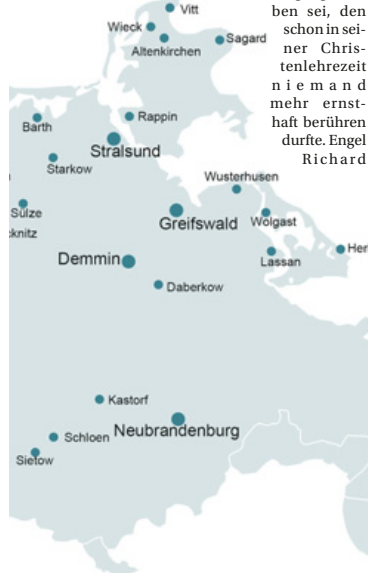 ben sei, den
schon in sei-
ner Chris-
tenlehrezeit
niemand
mehr ernst-
haft berühren
durfte. Engel
Richard
Vitt
Wieck
Altenkirchen
Sagard
Rappin
Barth
Stralsund
Starkow
Wusterhusen
Sülze
cknitz
Greifswald
Wolgast
Demmin
Lassan
Her
Daberkow
Kastorf
Neubrandenburg
Schloen
Sietow